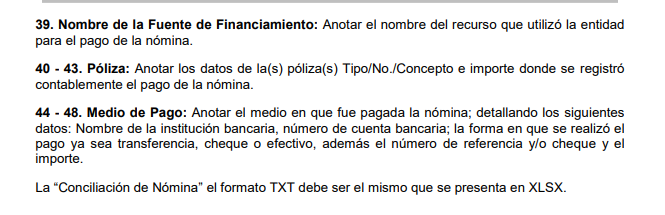 39. Nombre de la Fuente de Financiamiento: Anotar el nombre del recurso que utilizó la entidad
para el pago de la nómina.
40 - 43. Póliza: Anotar los datos de la(s) póliza(s) Tipo/No./Concepto e importe donde se registró
contablemente el pago de la nómina.
44 - 48. Medio de Pago: Anotar el medio en que fue pagada la nómina; detallando los siguientes
datos: Nombre de la institución bancaria, número de cuenta bancaria; la forma en que se realizó el
pago ya sea transferencia, cheque o efectivo, además el número de referencia y/o cheque y el
importe.
La “Conciliación de Nómina” el formato TXT debe ser el mismo que se presenta en XLSX.